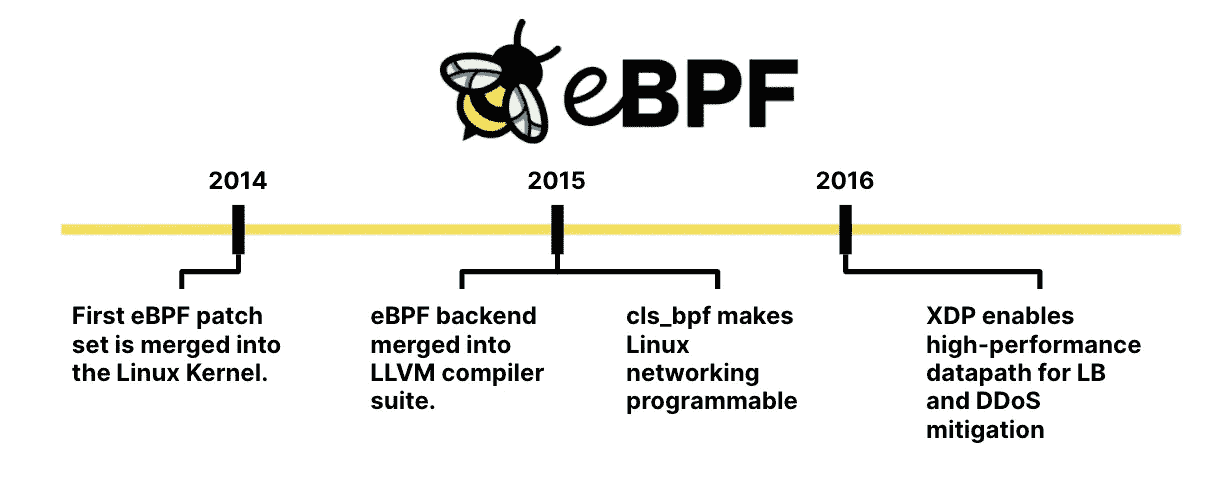 eBPF
2014
2015
2016
First eBPF patch
set is merged into
the Linux Kernel.
eBPF backend
merged into
LLVM compiler
suite.
cls_bpf makes
Linux
networking
programmable
XDP enables
high-performance
datapath for LB
and DDoS
mitigation